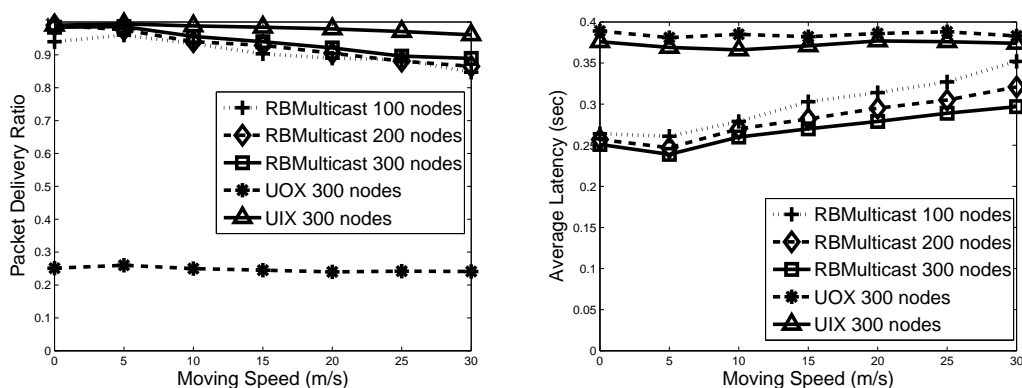 Packet Delivery Ratio
0.9
0.8
0.7
0.6
0.5
0.4
0.3
0.2
0.1
0
RBMulticast 100 nodes
RBMulticast 200 nodes
RBMulticast 300 nodes
UOX 300 nodes
UIX 300 nodes
0 5 10 15 20 25 30
Moving Speed (m/s)
Average Latency (sec)
0.4
0.35
0.3
0.25
0.2
0.15
0.1
0.05
0
RBMulticast 100 nodes
RBMulticast 200 nodes
RBMulticast 300 nodes
UOX 300 nodes
UIX 300 nodes
0 5 10 15 20 25 30
Moving Speed (m/s)